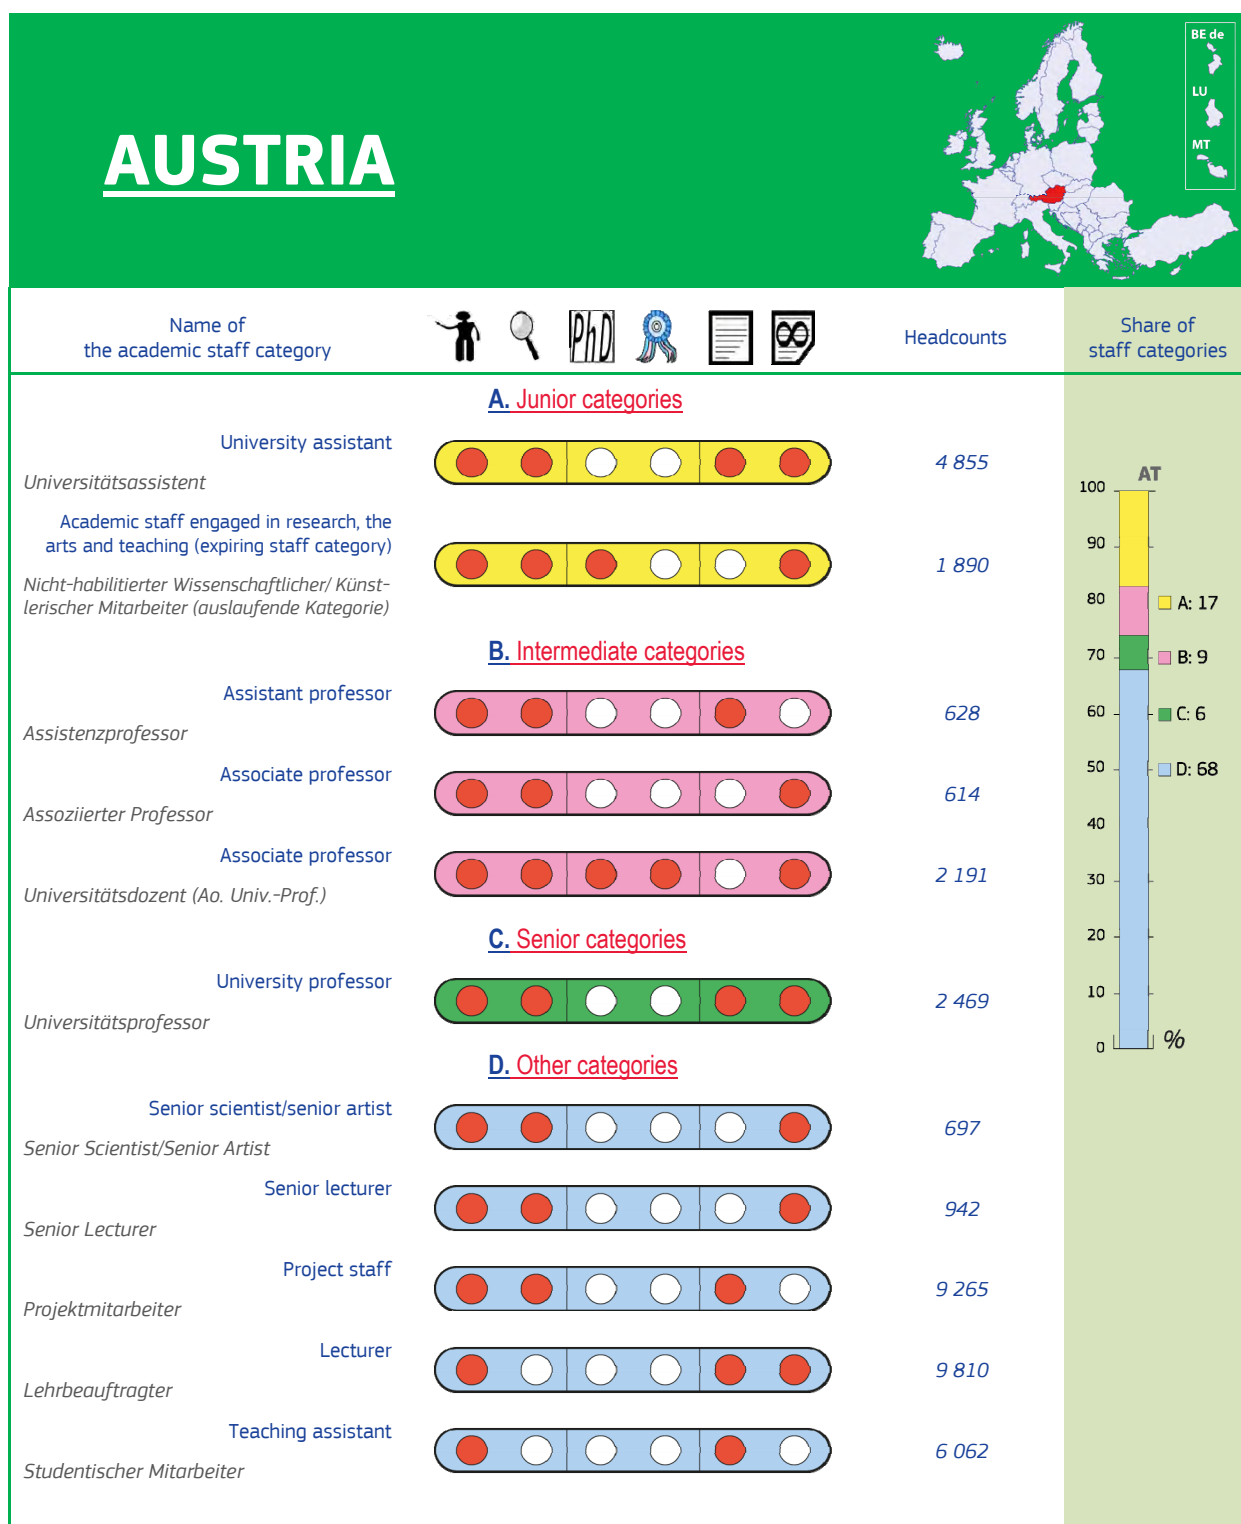 BE de
LU
MT
AUSTRIA
Name of
the academic staff category
PhD
Headcounts
Share of
staff categories
A. Junior categories
University assistant
Universitätsassistent
4 855
Academic staff engaged in research, the
arts and teaching (expiring staff category)
Nicht-habilitierter Wissenschaftlicher/ Künst-
lerischer Mitarbeiter (auslaufende Kategorie)
1 890
B. Intermediate categories
Assistant professor
Assistenzprofessor
628
Associate professor
Assoziierter Professor
614
Associate professor
Universitätsdozent (Ao. Univ.-Prof.)
2 191
C. Senior categories
University professor
Universitätsprofessor
2 469
D. Other categories
Senior scientist/senior artist
Senior Scientist/Senior Artist
697
Senior lecturer
Senior Lecturer
942
Project staff
Projektmitarbeiter
9 265
Lecturer
Lehrbeauftragter
9 810
Teaching assistant
Studentischer Mitarbeiter
6 062
AT
100
90
80
70
60
50
40
30
20
10
0
%
A: 17
B: 9
C: 6
D: 68